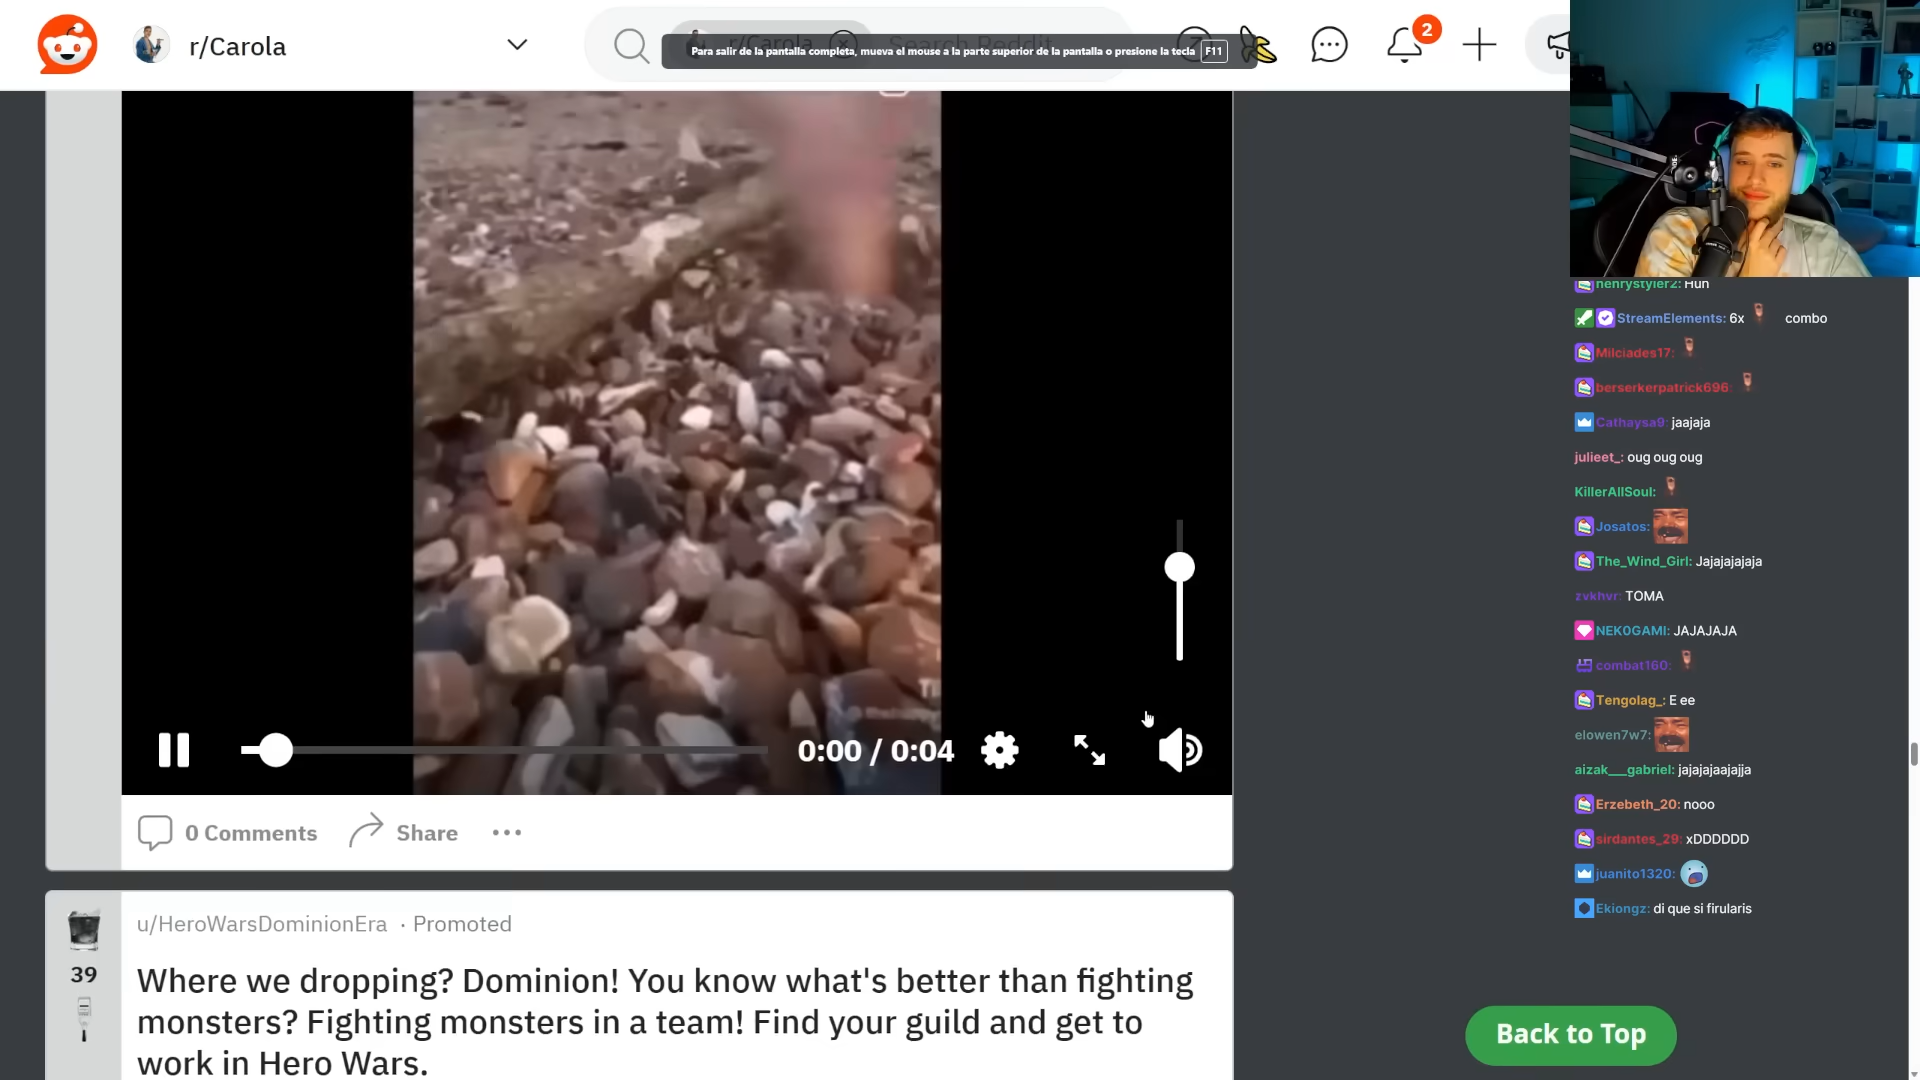 r/Carola
Para salir de la pantalla completa, mueva el mouse a la parte superior de la pantalla o presione la tecla F11
2
henrystyler2: Huh
StreamElements: 6x combo
Milciades17:
berserkerpatrick696:
Cathaysa9: jaajaja
julieet_: oug oug oug
KillerAllSoul:
Josatos:
The_Wind_Girl: Jajajajajaja
zvkhvr: TOMA
NEK0GAMI: JAJAJAJA
combat160:
Tengolag_: E ee
elowen7w7:
aizak___gabriel: jajajajaajajja
Erzebeth_20: nooo
sirdantes_29: xDDDDDD
juanito1320:
Ekiongz: di que si firularis
0:00 / 0:04
0 Comments
Share
u/HeroWarsDominionEra · Promoted
39
Where we dropping? Dominion! You know what's better than fighting
monsters? Fighting monsters in a team! Find your guild and get to
work in Hero Wars.
Back to Top